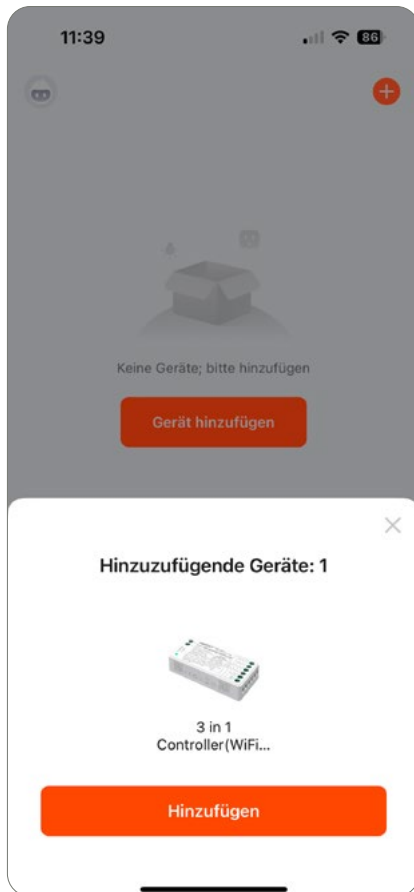 11:39
86
Keine Geräte; bitte hinzufügen
Gerät hinzufügen
Hinzuzufügende Geräte: 1
3 in 1
Controller(WiFi...
Hinzufügen